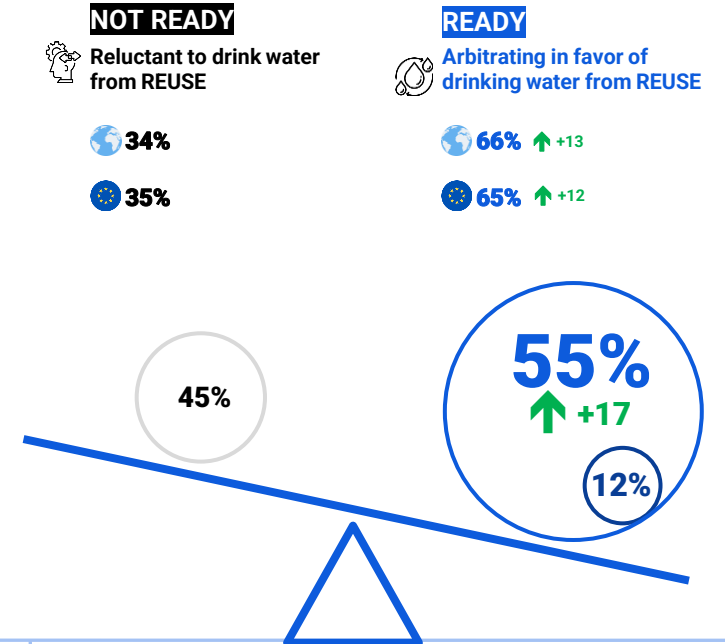 NOT READY
Reluctant to drink water
from REUSE
34%
35%
READY
Arbitrating in favor of
drinking water from REUSE
66% +13
65% +12
45%
55%
+17
12%